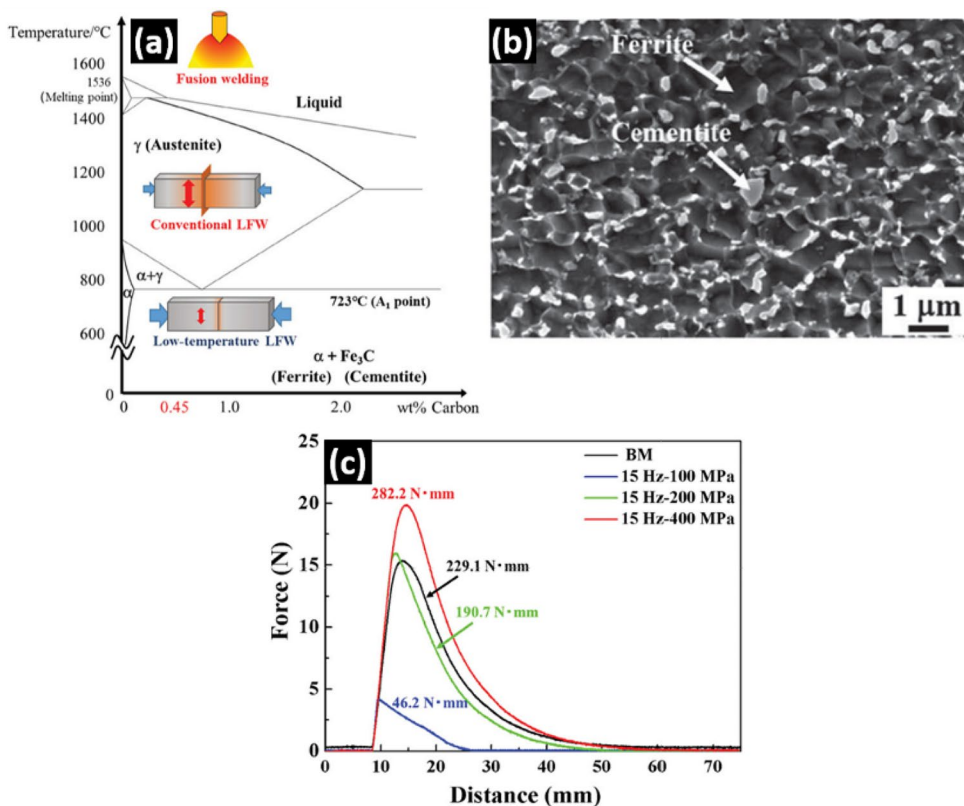 (a)
Temperature/°C
1600
1536
(Melting point)
1400
1200
1000
800
600
0
Fusion welding
Liquid
γ (Austenite)
Conventional LFW
α+γ
α
723°C (A₁ point)
Low-temperature LFW
α + Fe₃C
(Ferrite) (Cementite)
0 0.45 1.0 2.0 wt% Carbon
(b)
Ferrite
Cementite
1 μm
(c)
25
20
15
10
5
0
Force (N)
BM
15 Hz-100 MPa
15 Hz-200 MPa
15 Hz-400 MPa
282.2 N·mm
229.1 N·mm
190.7 N·mm
46.2 N·mm
0 10 20 30 40 50 60 70
Distance (mm)